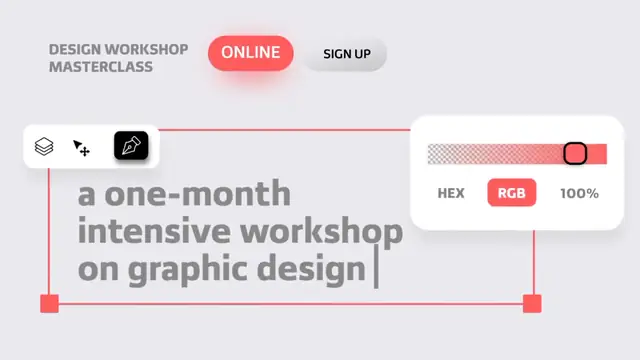 DESIGN WORKSHOP
MASTERCLASS
ONLINE
SIGN UP
HEX
RGB
100%
a one-month
intensive workshop
on graphic design